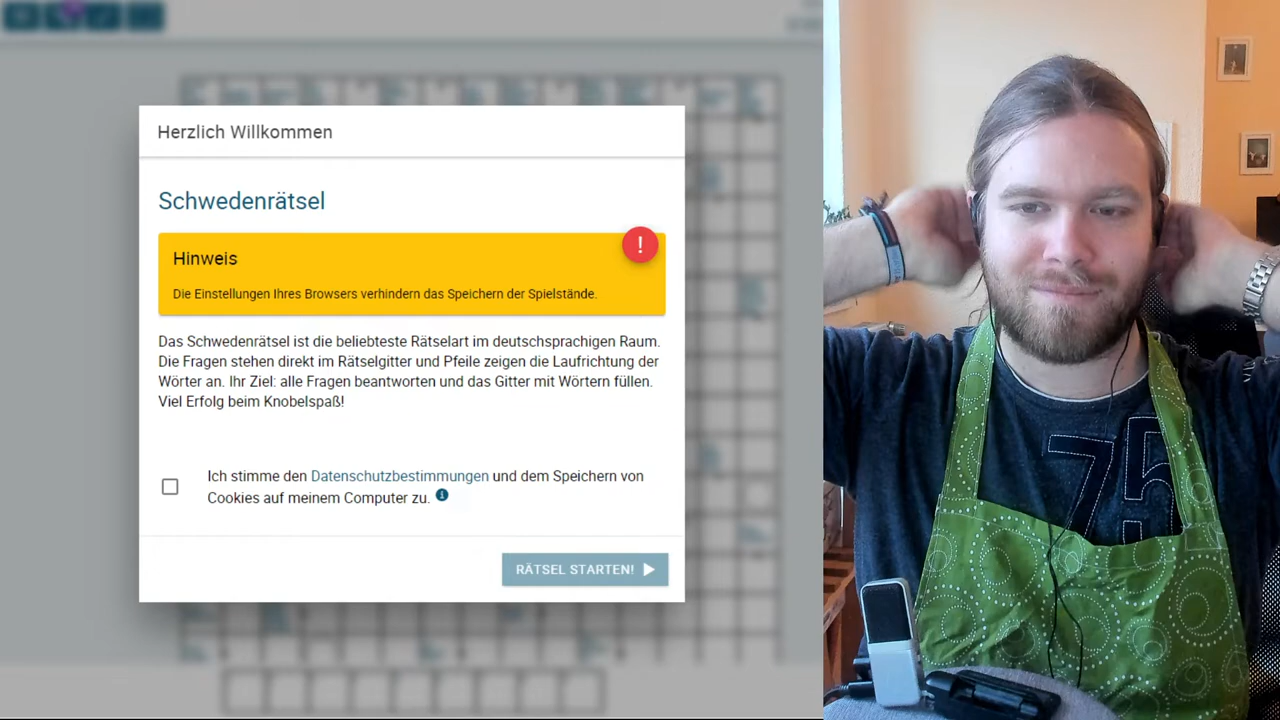 Herzlich Willkommen
Schwedenrätsel
Hinweis
!
Die Einstellungen Ihres Browsers verhindern das Speichern der Spielstände.
Das Schwedenrätsel ist die beliebteste Rätselart im deutschsprachigen Raum.
Die Fragen stehen direkt im Rätselgitter und Pfeile zeigen die Laufrichtung der
Wörter an. Ihr Ziel: alle Fragen beantworten und das Gitter mit Wörtern füllen.
Viel Erfolg beim Knobelspaß!
Ich stimme den Datenschutzbestimmungen und dem Speichern von
Cookies auf meinem Computer zu. i
RÄTSEL STARTEN!
75